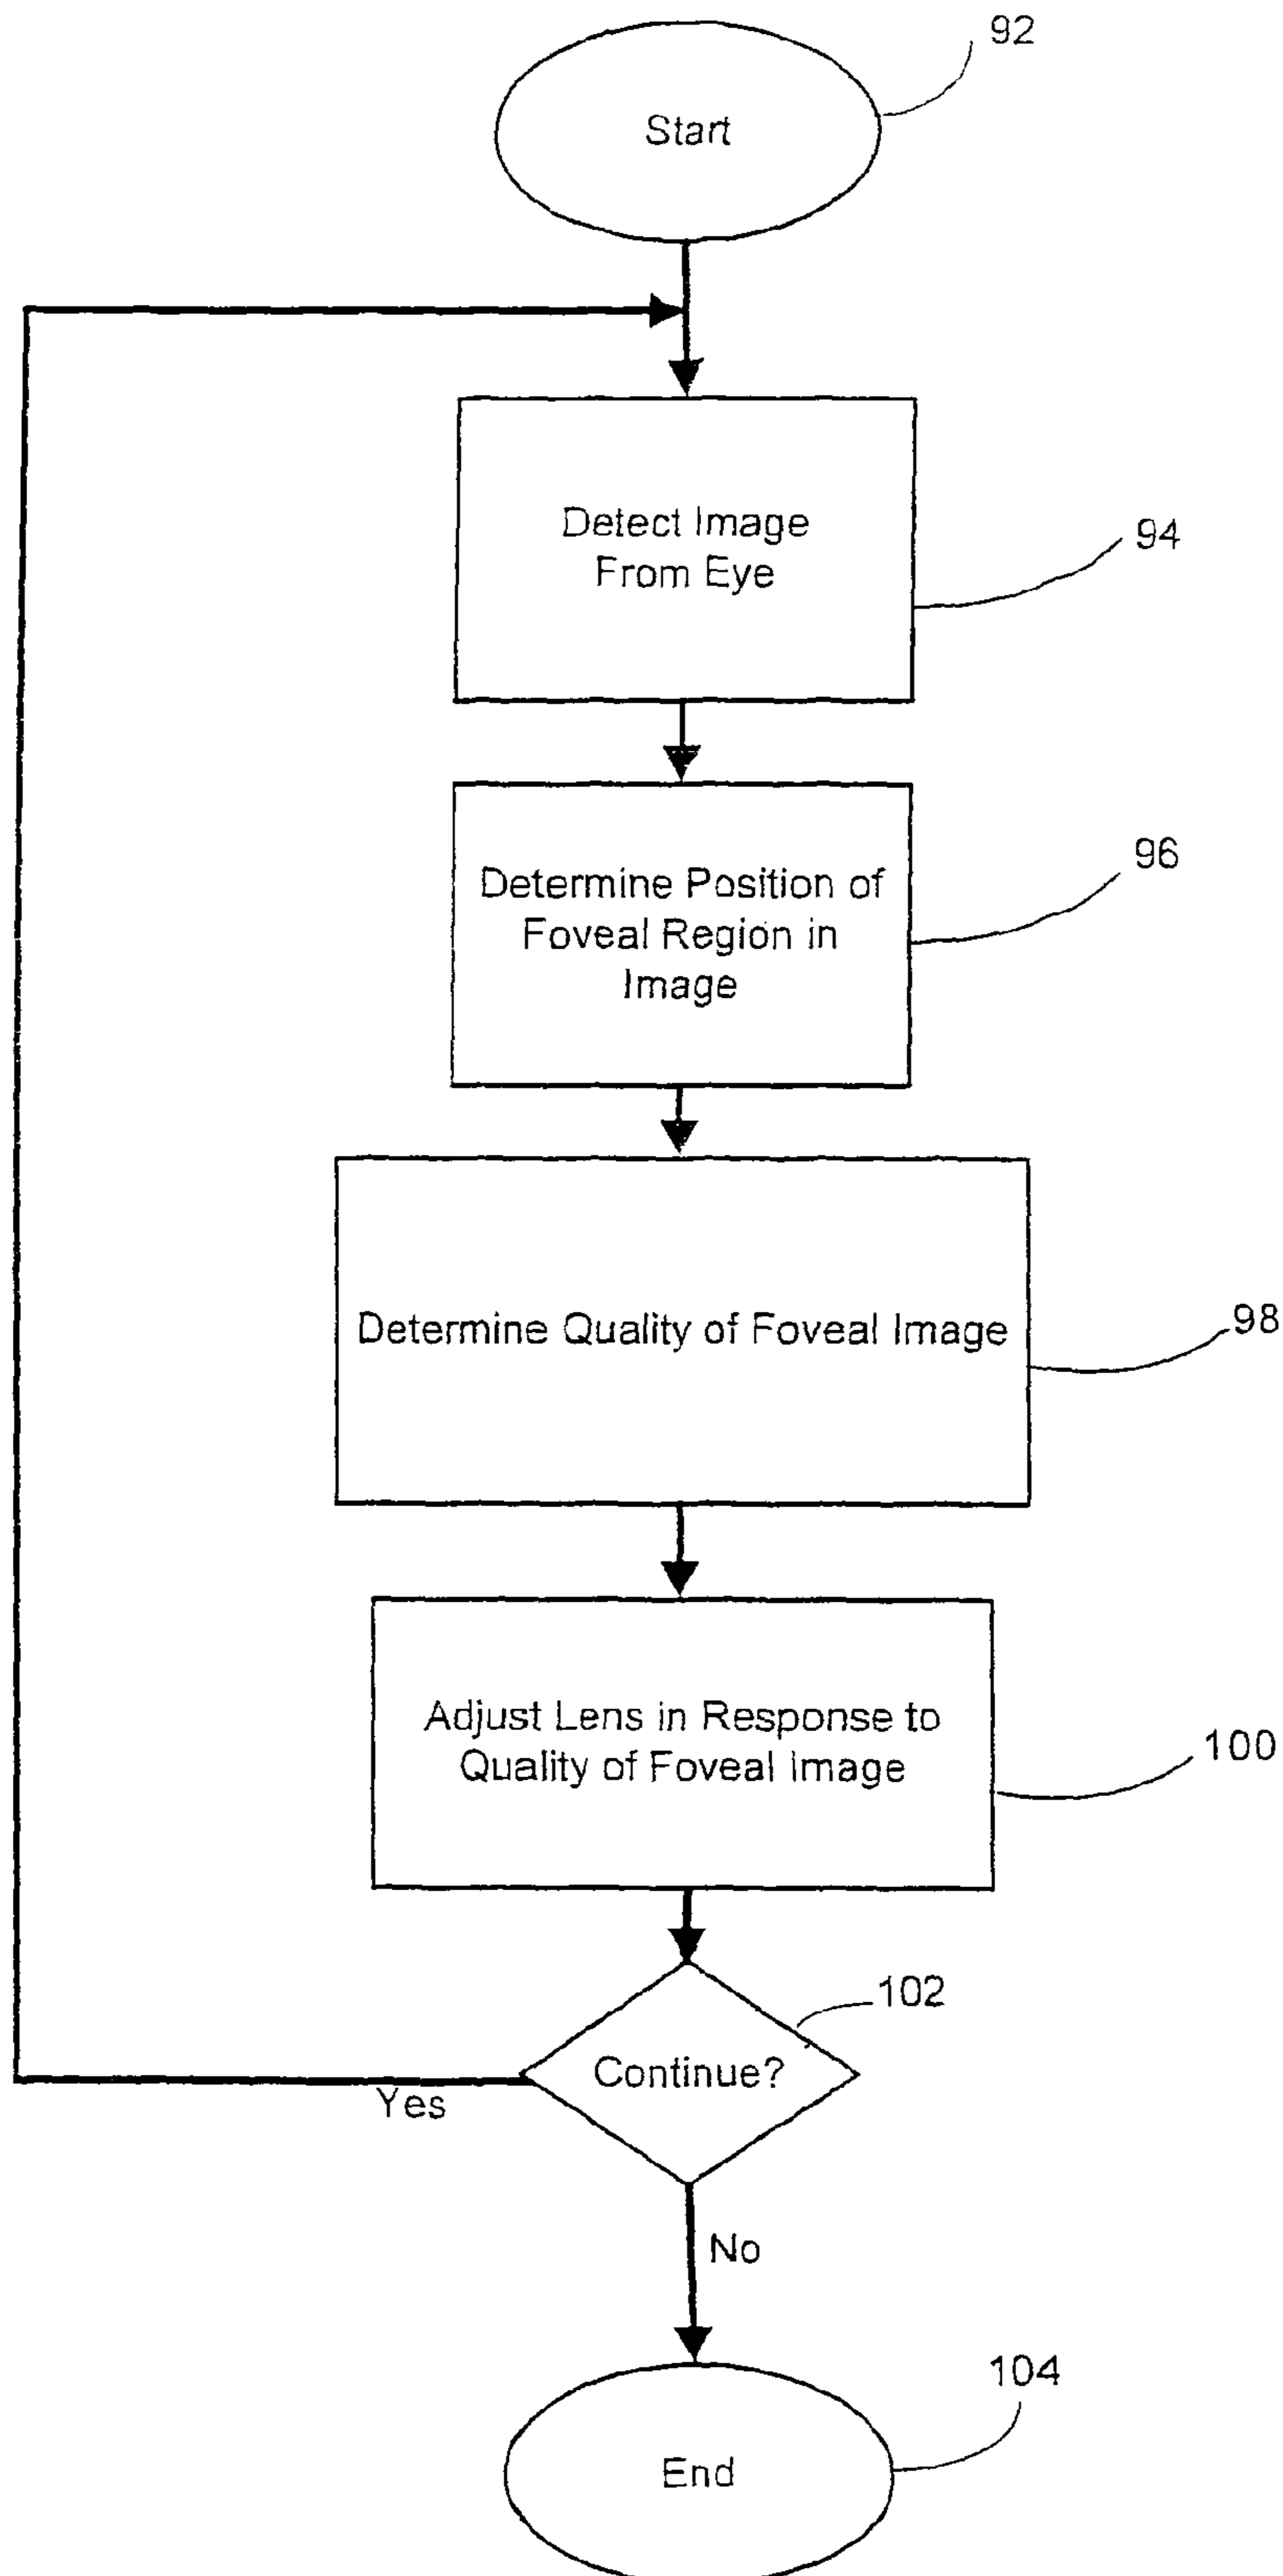 92
Start
Detect Image
From Eye
94
Determine Position of
Foveal Region in
Image
96
Determine Quality of Foveal Image
98
Adjust Lens in Response to
Quality of Foveal Image
100
102
Continue?
Yes
No
104
End